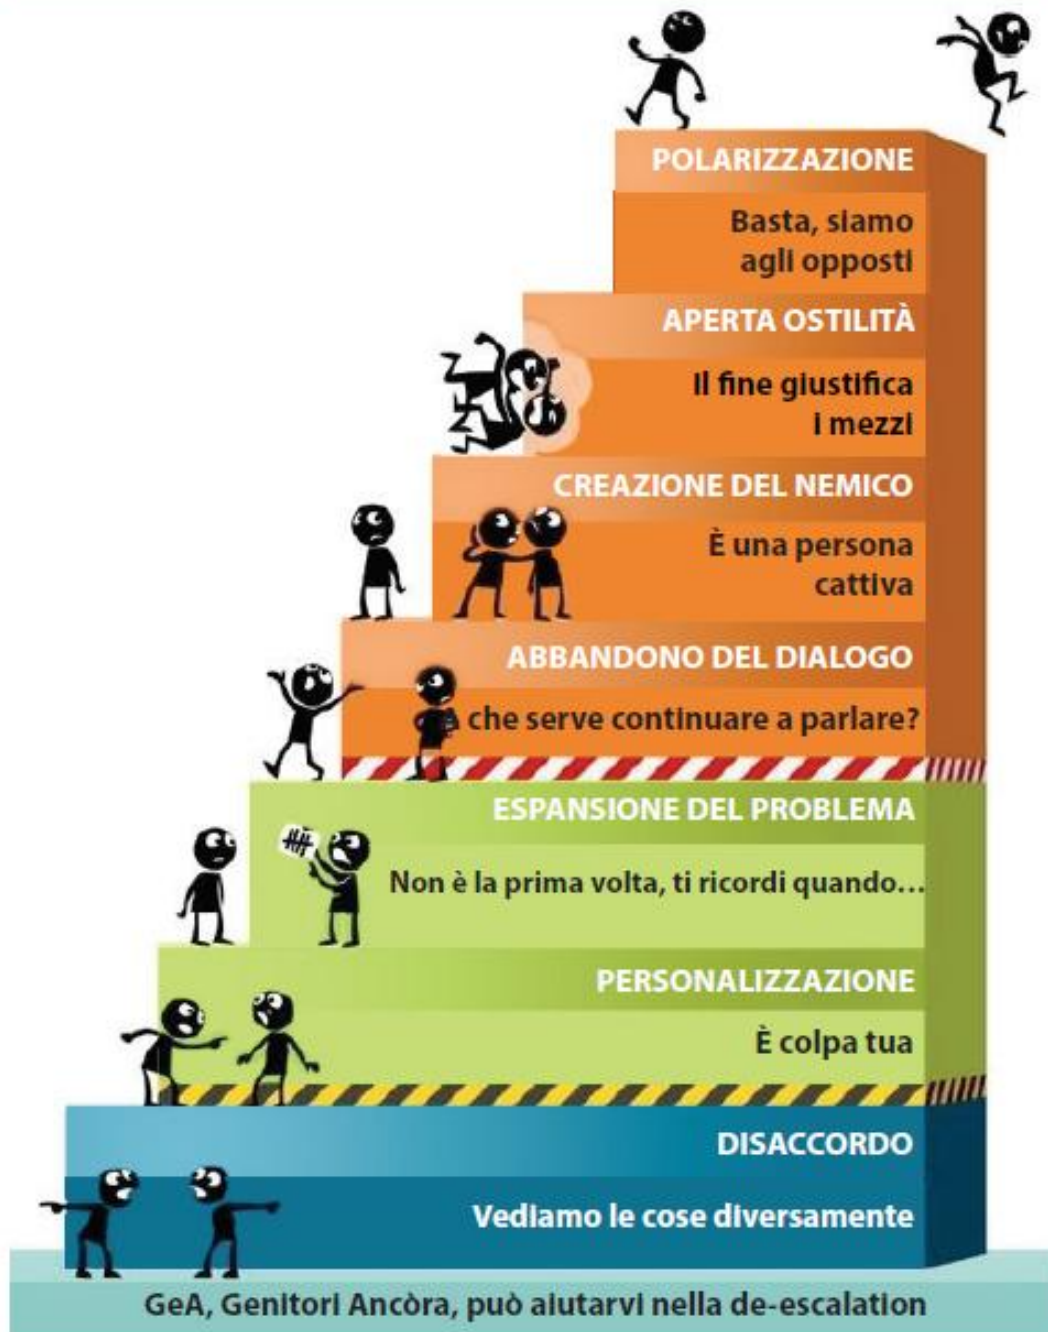 POLARIZZAZIONE
Basta, siamo
agli opposti
APERTA OSTILITÀ
Il fine giustifica
i mezzi
CREAZIONE DEL NEMICO
È una persona
cattiva
ABBANDONO DEL DIALOGO
A che serve continuare a parlare?
ESPANSIONE DEL PROBLEMA
Non è la prima volta, ti ricordi quando...
PERSONALIZZAZIONE
È colpa tua
DISACCORDO
Vediamo le cose diversamente
GeA, Genitori Ancòra, può aiutarvi nella de-escalation